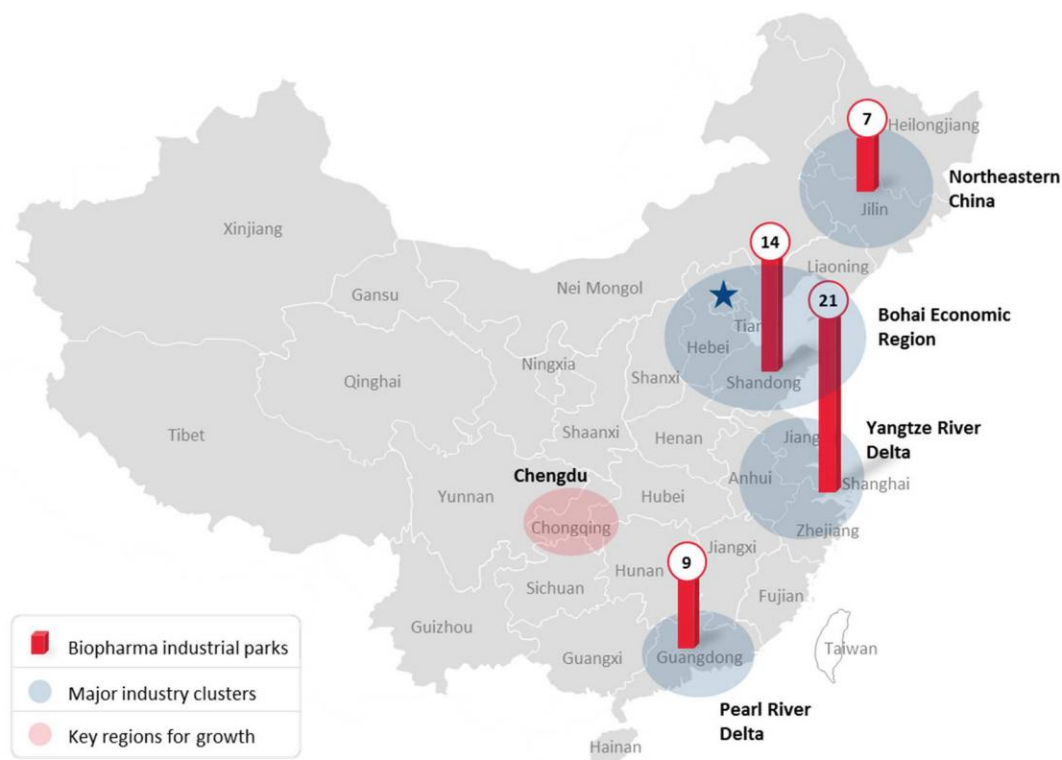 7
Heilongjiang
Northeastern
China
Jilin
Xinjiang
14
Liaoning
Gansu
Nei Mongol
21
Bohai Economic
Region
Tian
Hebei
Ningxia
Shanxi
Shandong
Qinghai
Tibet
Shaanxi
Henan
Jiang
Yangtze River
Delta
Chengdu
Anhui
Shanghai
Yunnan
Hubei
Chongqing
Zhejiang
Jiangxi
9
Hunan
Sichuan
Fujian
Guizhou
Guangxi
Guangdong
Taiwan
Pearl River
Delta
Hainan
Biopharma industrial parks
Major industry clusters
Key regions for growth